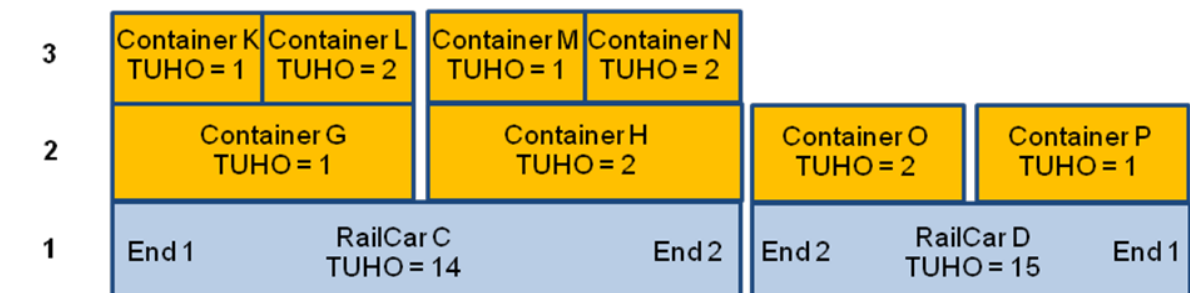 3
Container K
TUHO = 1
Container L
TUHO = 2
Container M
TUHO = 1
Container N
TUHO = 2
2
Container G
TUHO = 1
Container H
TUHO = 2
Container O
TUHO = 2
Container P
TUHO = 1
1
End 1
RailCar C
TUHO = 14
End 2
End 2
RailCar D
TUHO = 15
End 1